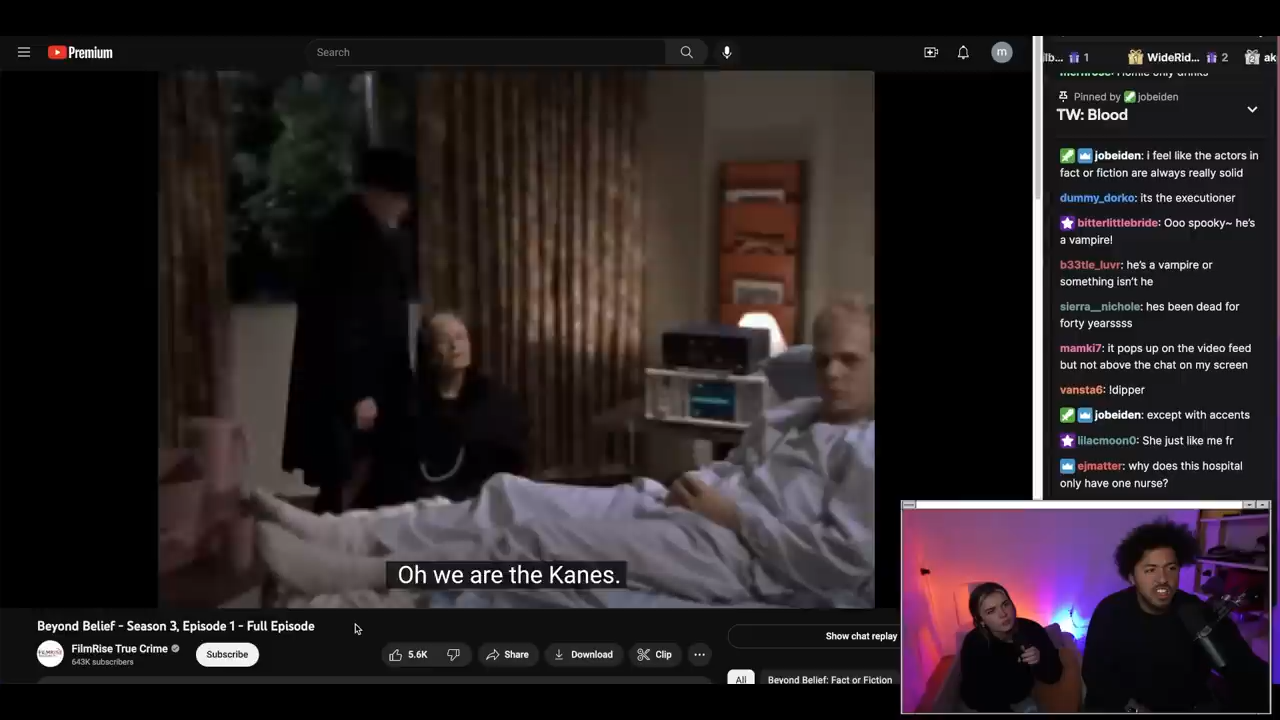 Premium
Search
m
lb... 1
WideRid... 2
ak
Pinned by jobeiden
TW: Blood
jobeiden: i feel like the actors in
fact or fiction are always really solid
dummy_dorko: its the executioner
bitterlittlebride: Ooo spooky~ he's
a vampire!
b33tle_luvr: he's a vampire or
something isn't he
sierra__nichole: hes been dead for
forty yearssss
mamki7: it pops up on the video feed
but not above the chat on my screen
vansta6: !dipper
jobeiden: except with accents
lilacmoon0: She just like me fr
ejmatter: why does this hospital
only have one nurse?
Oh we are the Kanes.
Beyond Belief - Season 3, Episode 1 - Full Episode
FilmRise True Crime
643K subscribers
Subscribe
5.6K
Share
Download
Clip
Show chat replay
All
Beyond Belief: Fact or Fiction